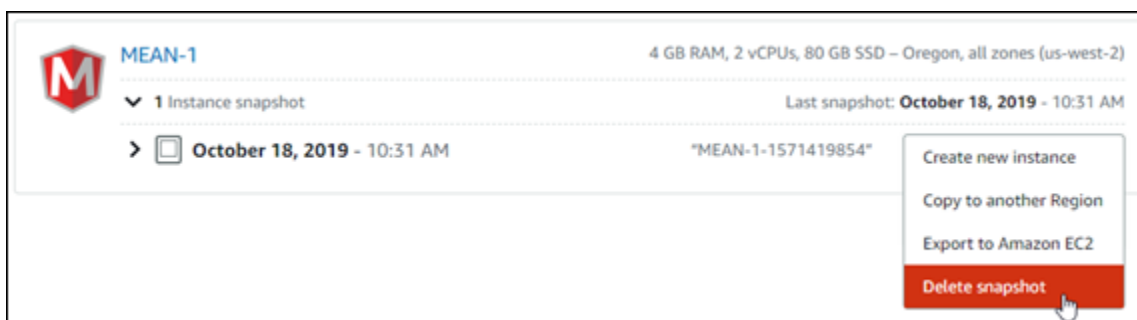 M
MEAN-1
4 GB RAM, 2 vCPUs, 80 GB SSD – Oregon, all zones (us-west-2)
1 Instance snapshot
Last snapshot: October 18, 2019 - 10:31 AM
October 18, 2019 - 10:31 AM
"MEAN-1-1571419854"
Create new instance
Copy to another Region
Export to Amazon EC2
Delete snapshot